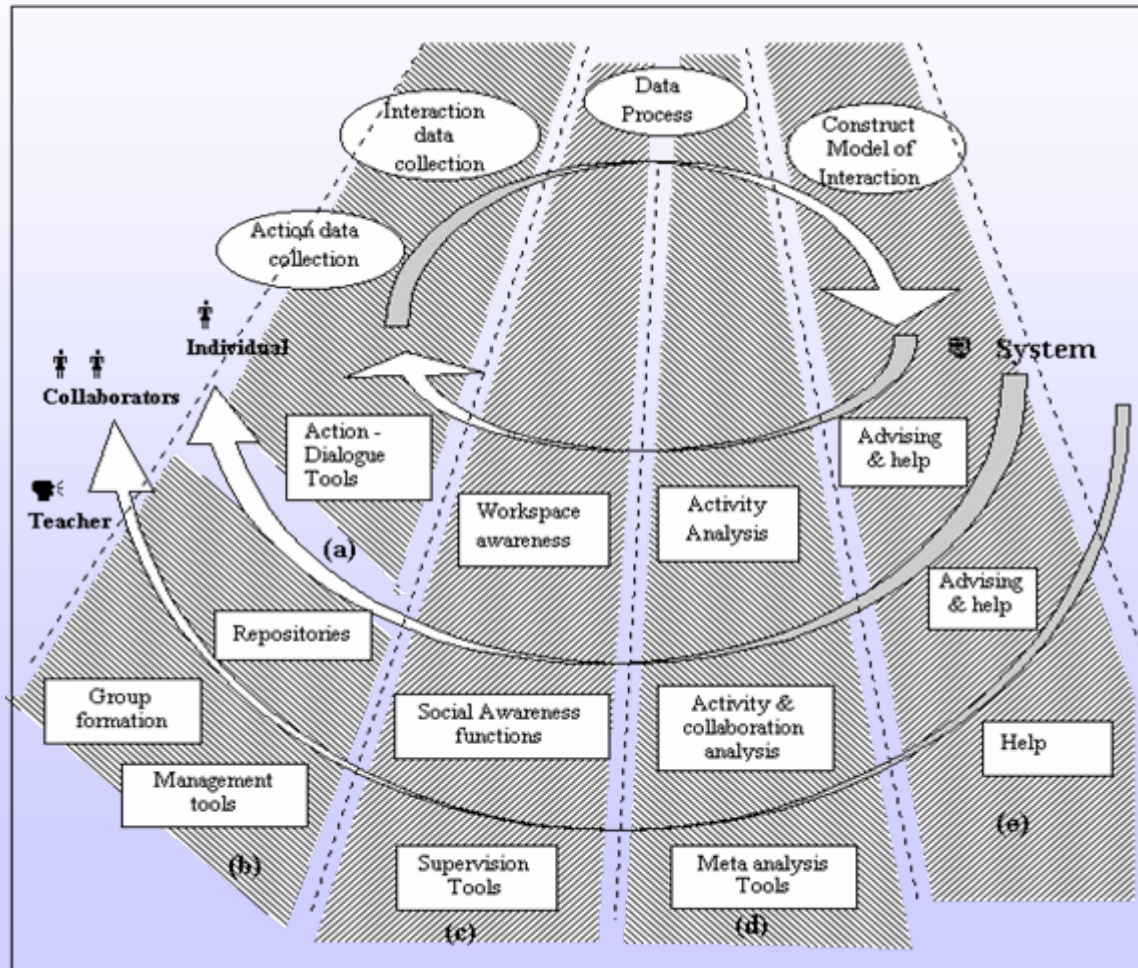 Data
Process
Interaction
data
collection
Construct
Model of
Interaction
Action data
collection
Individual
System
Collaborators
Action -
Dialogue
Tools
Advising
& help
Teacher
Workspace
awareness
Activity
Analysis
(a)
Advising
& help
Repositories
Group
formation
Social Awareness
functions
Activity &
collaboration
analysis
Help
Management
tools
(e)
(b)
Supervision
Tools
Meta analysis
Tools
(c)
(d)